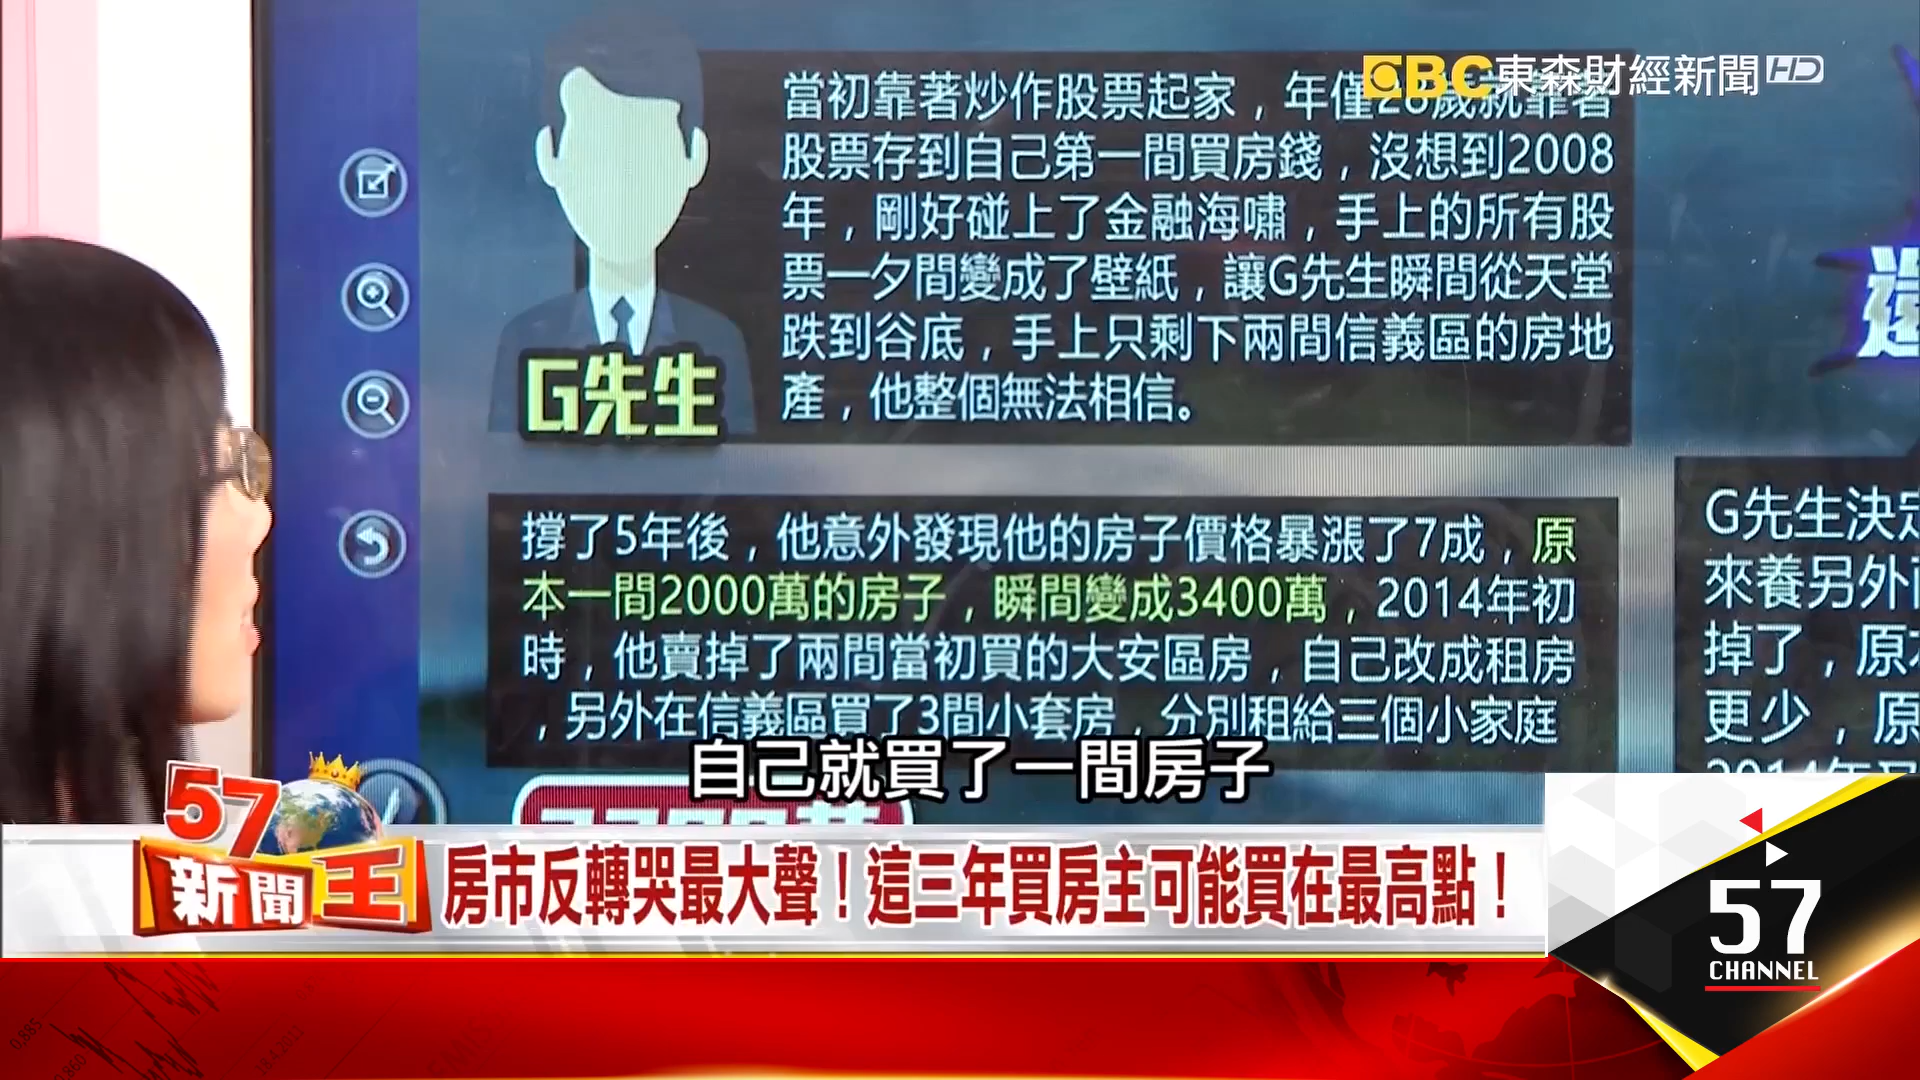 EBC東森財經新聞HD
當初靠著炒作股票起家，年僅28歲就靠著
股票存到自己第一間買房錢，沒想到2008
年，剛好碰上了金融海嘯，手上的所有股
票一夕間變成了壁紙，讓G先生瞬間從天堂
跌到谷底，手上只剩下兩間信義區的房地
產，他整個無法相信。
G先生
撐了5年後，他意外發現他的房子價格暴漲了7成，原
本一間2000萬的房子，瞬間變成3400萬，2014年初
時，他賣掉了兩間當初買的大安區房，自己改成租房
，另外在信義區買了3間小套房，分別租給三個小家庭
G先生決定
來養另外
掉了，原
更少，原
自己就買了一間房子
57
新聞王
房市反轉哭最大聲！這三年買房主可能買在最高點！
57
CHANNEL